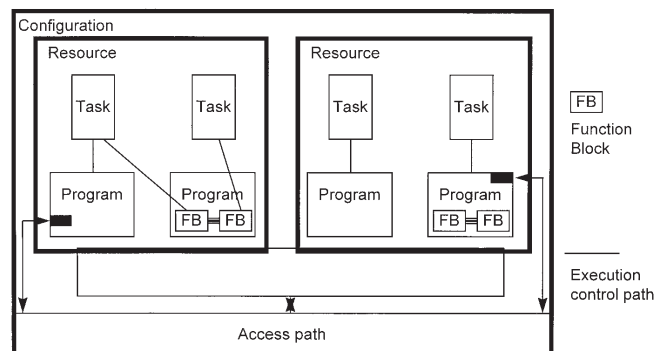 Configuration
Resource
Resource
Task
Task
Task
Task
FB
Function
Block
Program
Program
Program
Program
FB
FB
FB
FB
Execution
control path
Access path